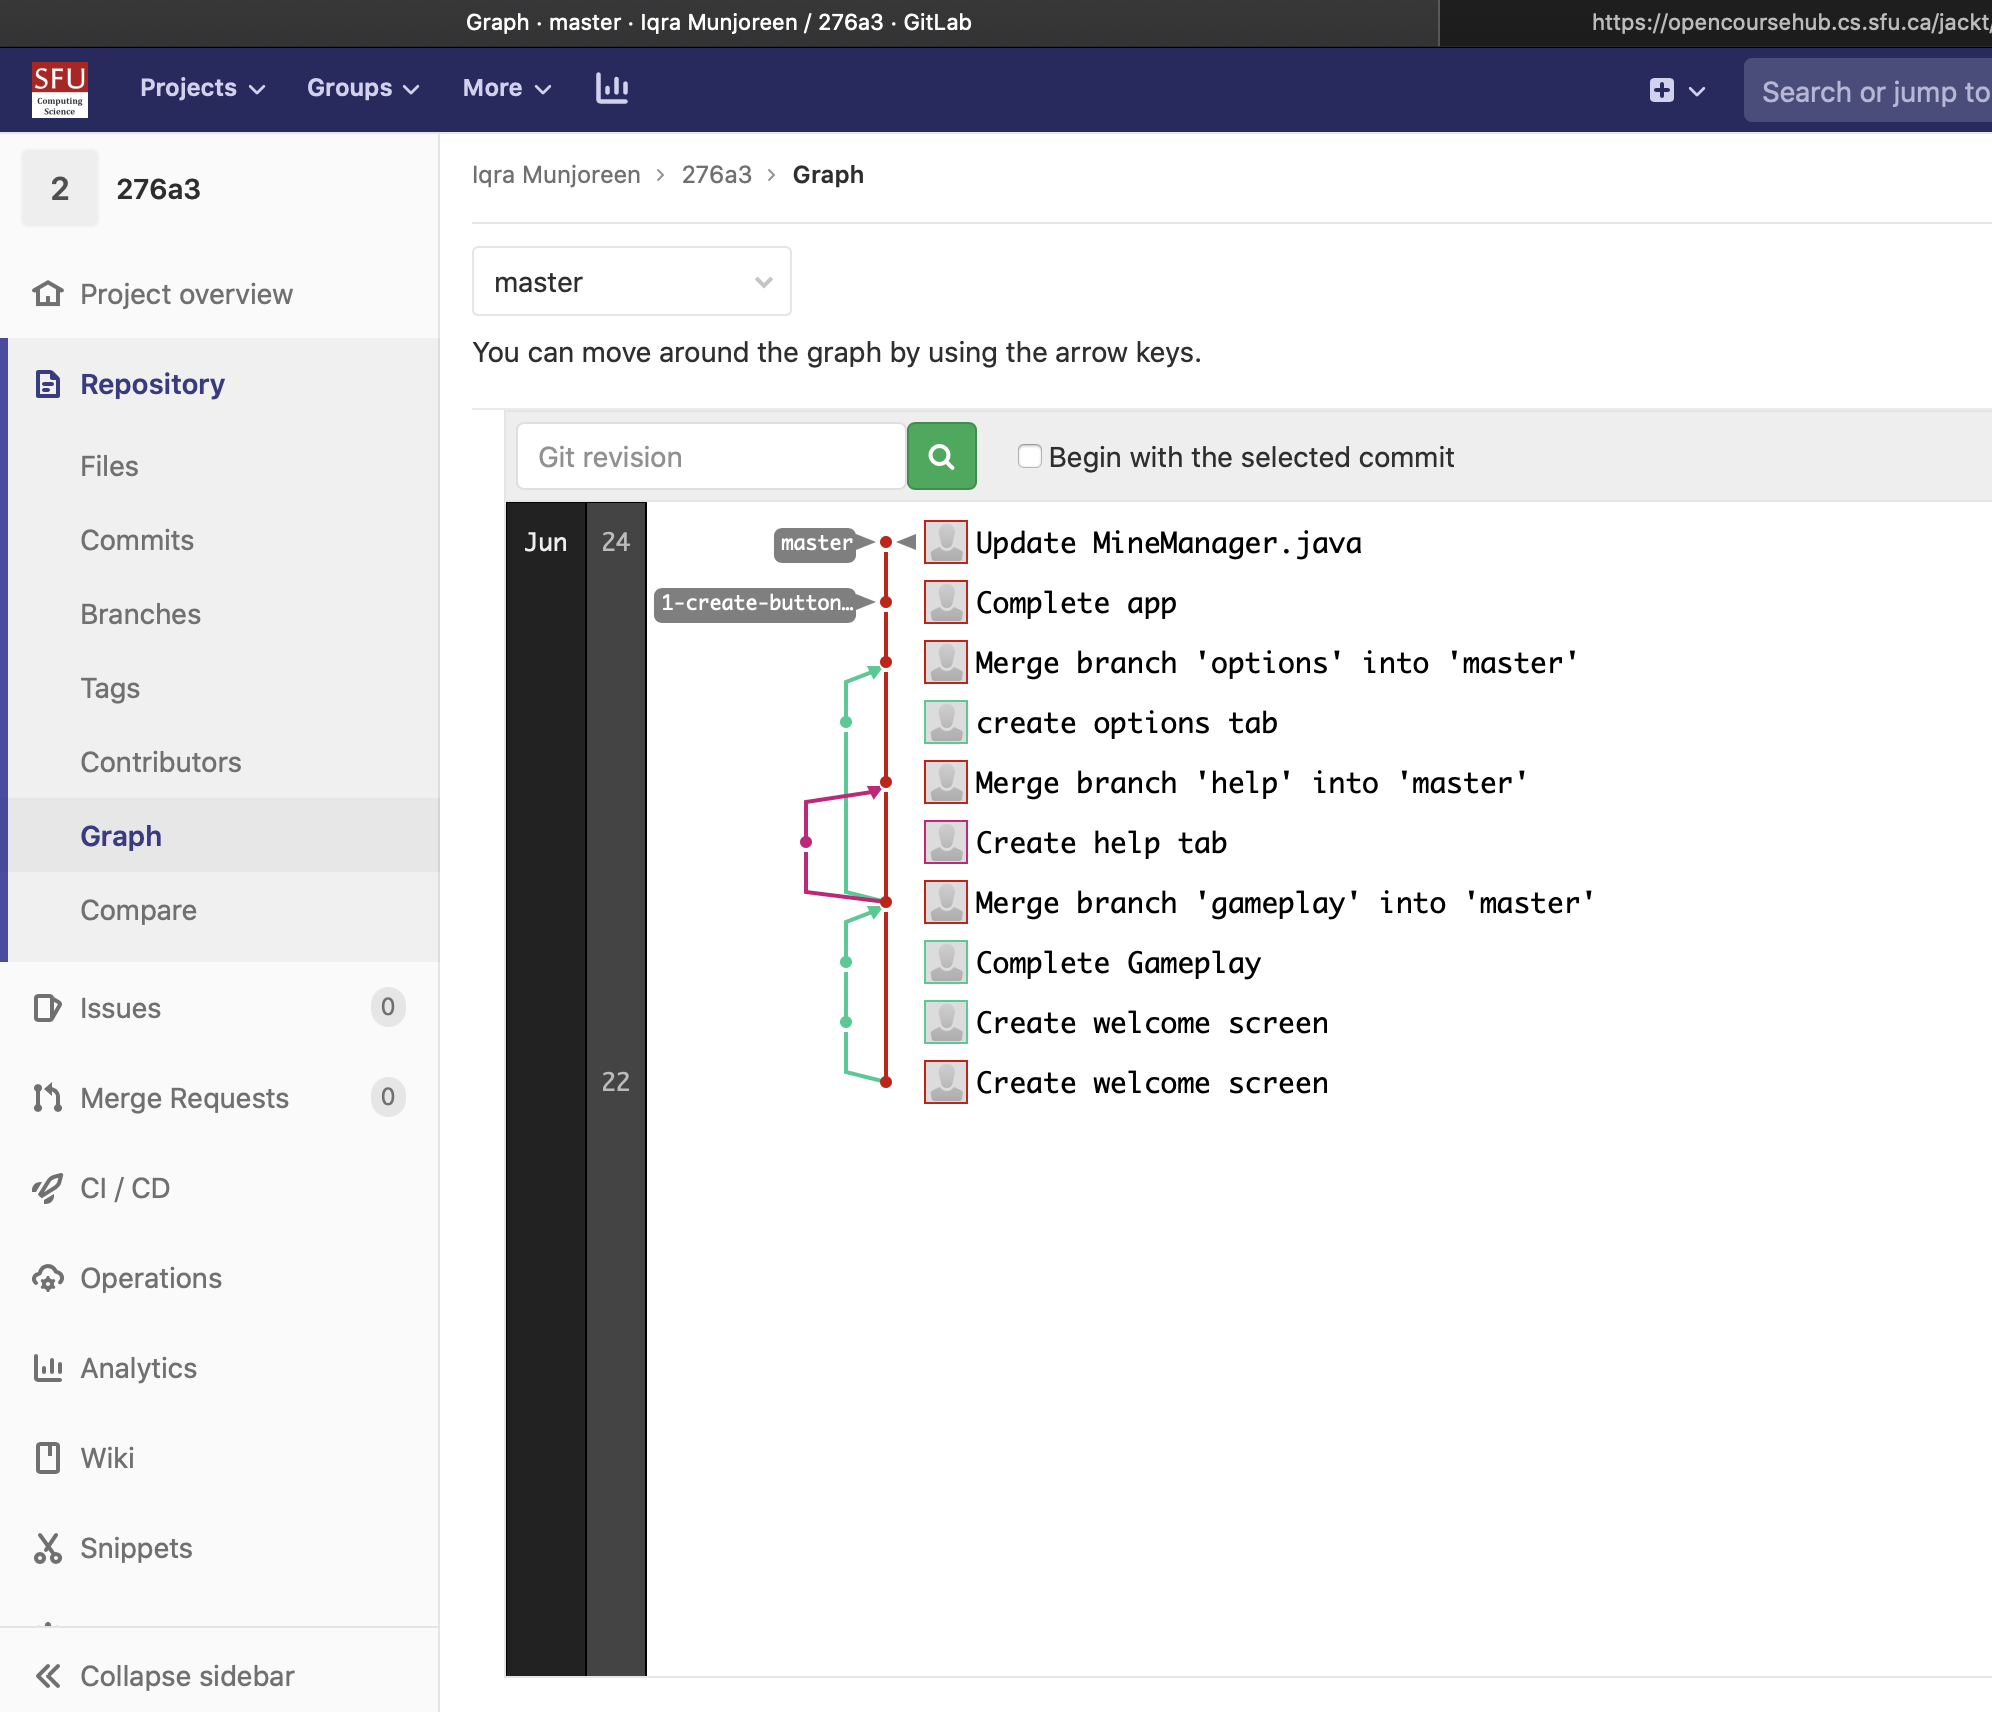 Graph · master · Iqra Munjoreen / 276a3 · GitLab
https://opencoursehub.cs.sfu.ca/jackt/
SFU
Computing
Science
Projects
Groups
More
Search or jump to
2
276a3
Project overview
Repository
Files
Commits
Branches
Tags
Contributors
Graph
Compare
Issues 0
Merge Requests 0
CI / CD
Operations
Analytics
Wiki
Snippets
Collapse sidebar
Iqra Munjoreen > 276a3 > Graph
master
You can move around the graph by using the arrow keys.
Git revision
Begin with the selected commit
Jun 24 master Update MineManager.java
1-create-button… Complete app
Merge branch 'options' into 'master'
create options tab
Merge branch 'help' into 'master'
Create help tab
Merge branch 'gameplay' into 'master'
Complete Gameplay
Create welcome screen
22 Create welcome screen